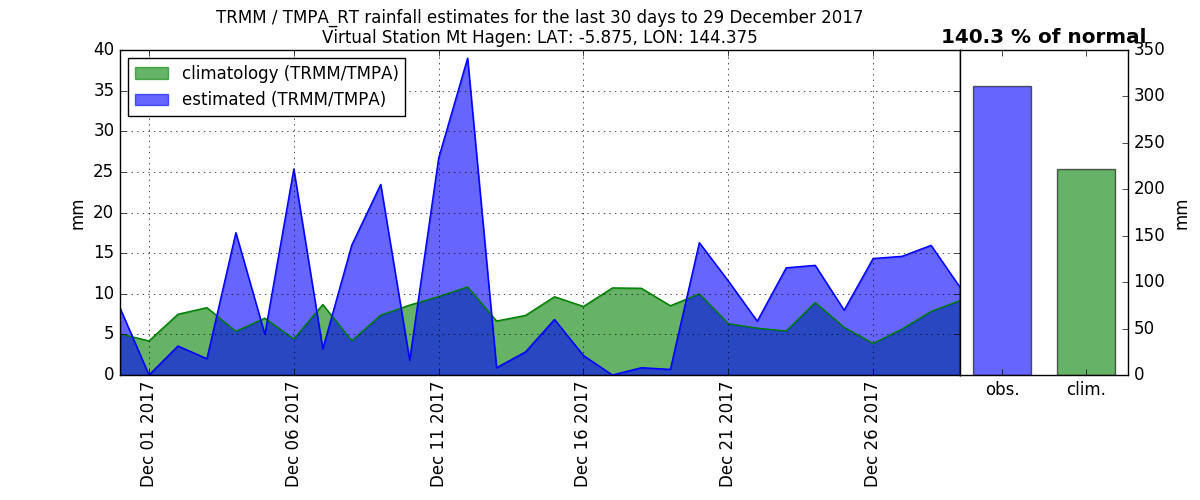 TRMM / TMPA_RT rainfall estimates for the last 30 days to 29 December 2017
Virtual Station Mt Hagen: LAT: -5.875, LON: 144.375
140.3 % of normal
climatology (TRMM/TMPA)
estimated (TRMM/TMPA)
mm
40
35
30
25
20
15
10
5
0
Dec 01 2017
Dec 06 2017
Dec 11 2017
Dec 16 2017
Dec 21 2017
Dec 26 2017
obs.
clim.
350
300
250
200
150
100
50
0
mm